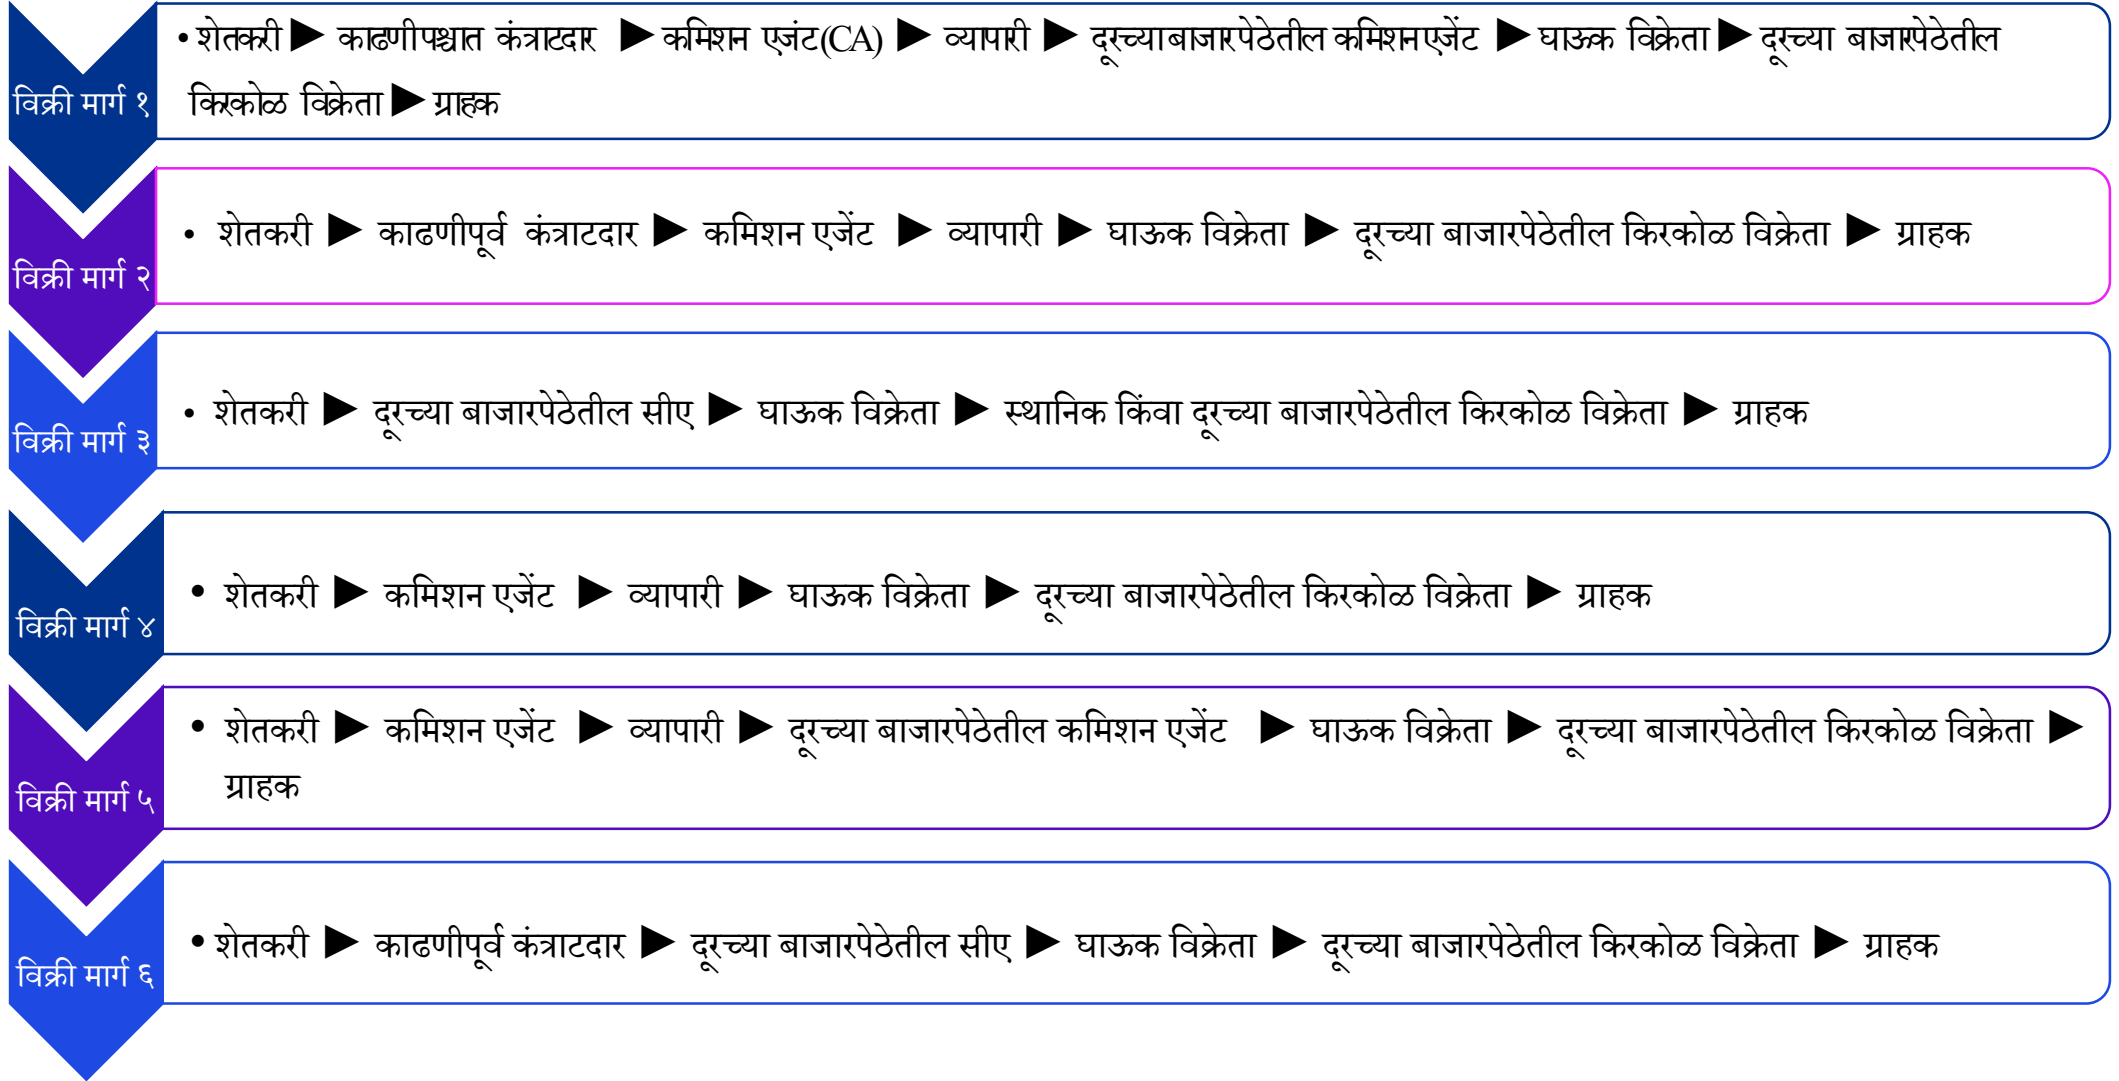 विक्री मार्ग १
• शेतकरी ▶ काढणीपश्चात कंत्राटदार ▶ कमिशन एजंट(CA) ▶ व्यापारी ▶ दूरच्या बाजारपेठेतील कमिशन एजेंट ▶ घाऊक विक्रेता ▶ दूरच्या बाजारपेठेतील
किरकोळ विक्रेता ▶ ग्राहक
विक्री मार्ग २
• शेतकरी ▶ काढणीपूर्व कंत्राटदार ▶ कमिशन एजेंट ▶ व्यापारी ▶ घाऊक विक्रेता ▶ दूरच्या बाजारपेठेतील किरकोळ विक्रेता ▶ ग्राहक
विक्री मार्ग ३
• शेतकरी ▶ दूरच्या बाजारपेठेतील सीए ▶ घाऊक विक्रेता ▶ स्थानिक किंवा दूरच्या बाजारपेठेतील किरकोळ विक्रेता ▶ ग्राहक
विक्री मार्ग ४
• शेतकरी ▶ कमिशन एजेंट ▶ व्यापारी ▶ घाऊक विक्रेता ▶ दूरच्या बाजारपेठेतील किरकोळ विक्रेता ▶ ग्राहक
विक्री मार्ग ५
• शेतकरी ▶ कमिशन एजेंट ▶ व्यापारी ▶ दूरच्या बाजारपेठेतील कमिशन एजेंट ▶ घाऊक विक्रेता ▶ दूरच्या बाजारपेठेतील किरकोळ विक्रेता ▶
ग्राहक
विक्री मार्ग ६
• शेतकरी ▶ काढणीपूर्व कंत्राटदार ▶ दूरच्या बाजारपेठेतील सीए ▶ घाऊक विक्रेता ▶ दूरच्या बाजारपेठेतील किरकोळ विक्रेता ▶ ग्राहक